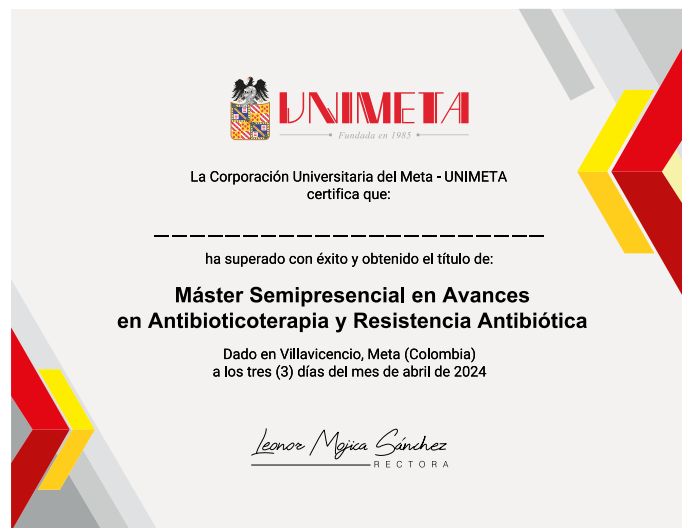 UNIMETA
Fundada en 1985
La Corporación Universitaria del Meta - UNIMETA
certifica que:
ha superado con éxito y obtenido el título de:
Máster Semipresencial en Avances
en Antibioticoterapia y Resistencia Antibiótica
Dado en Villavicencio, Meta (Colombia)
a los tres (3) días del mes de abril de 2024
Leonor Mojica Sánchez
RECTORA